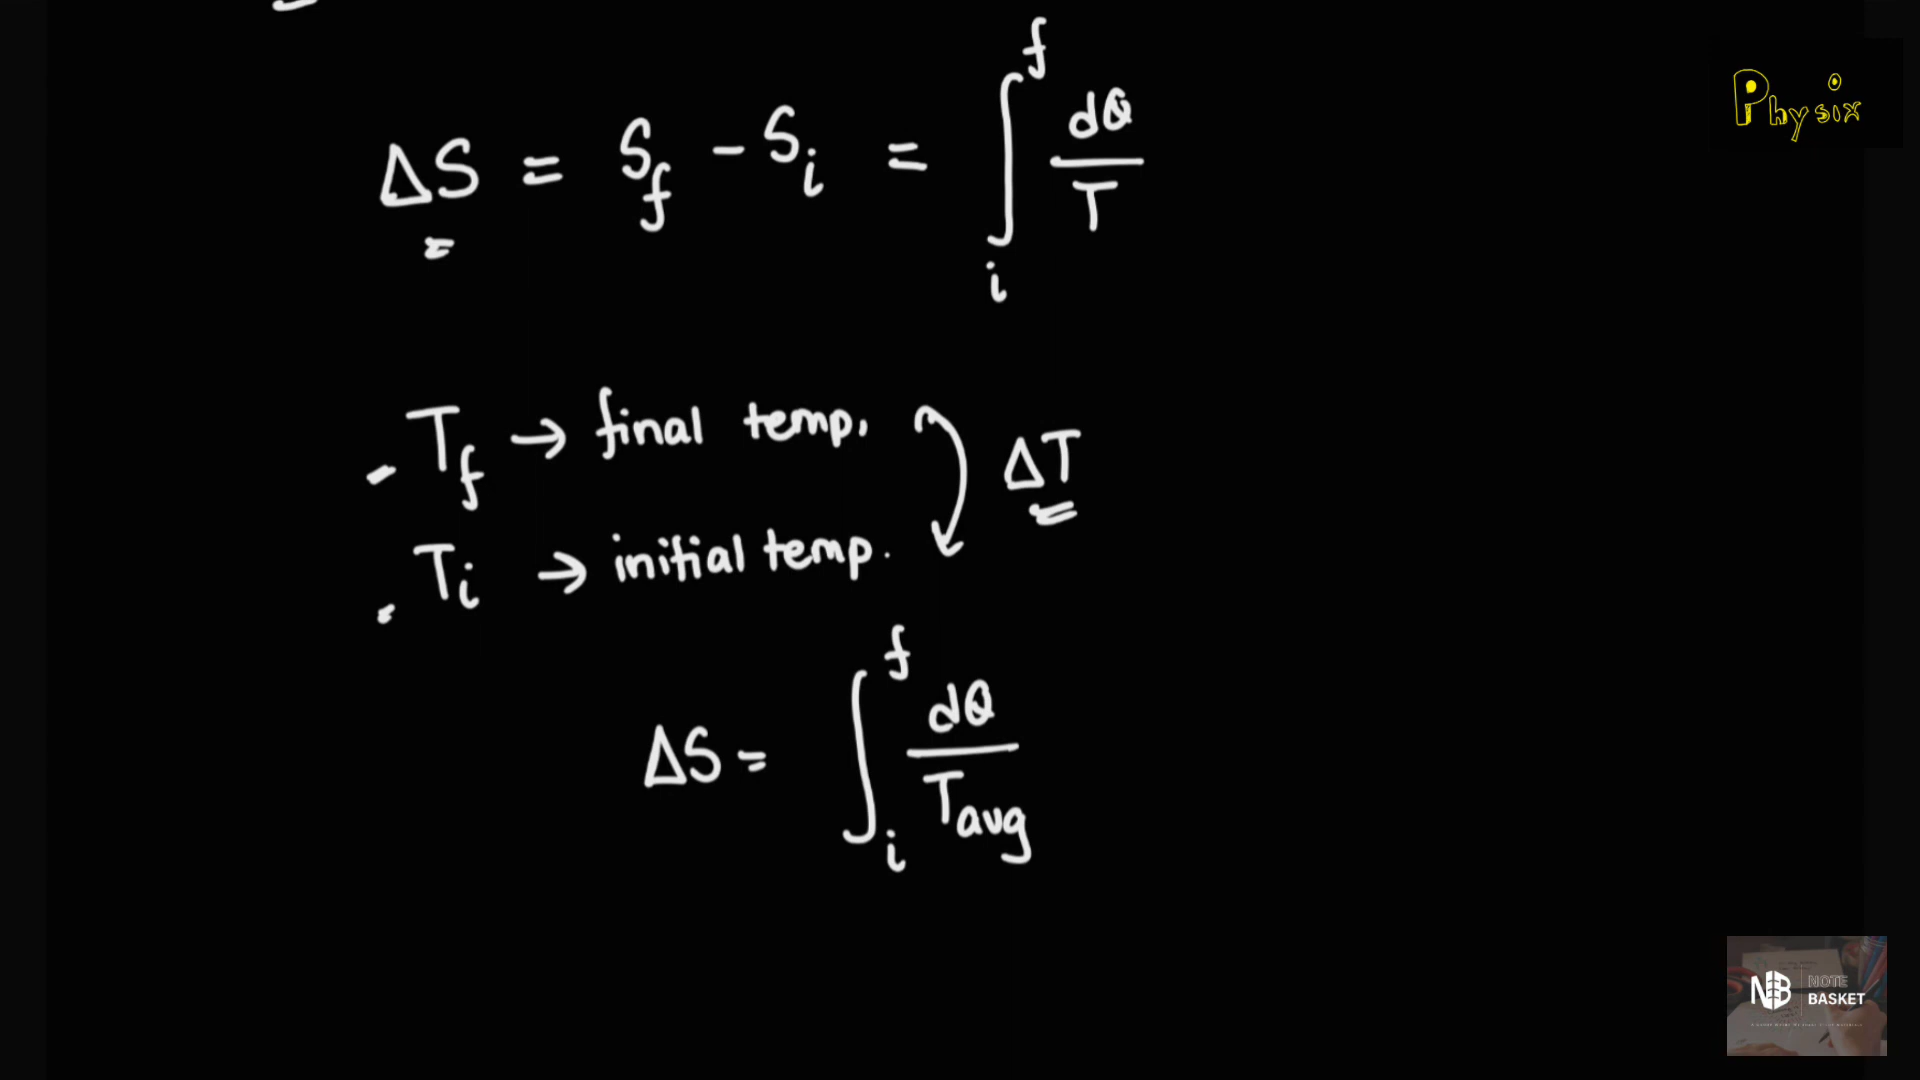 Physix
ΔS = S_f - S_i = ∫_i^f dQ/T
T_f → final temp.
ΔT
T_i → initial temp.
ΔS = ∫_i^f dQ/T_avg
NB NOTE
BASKET